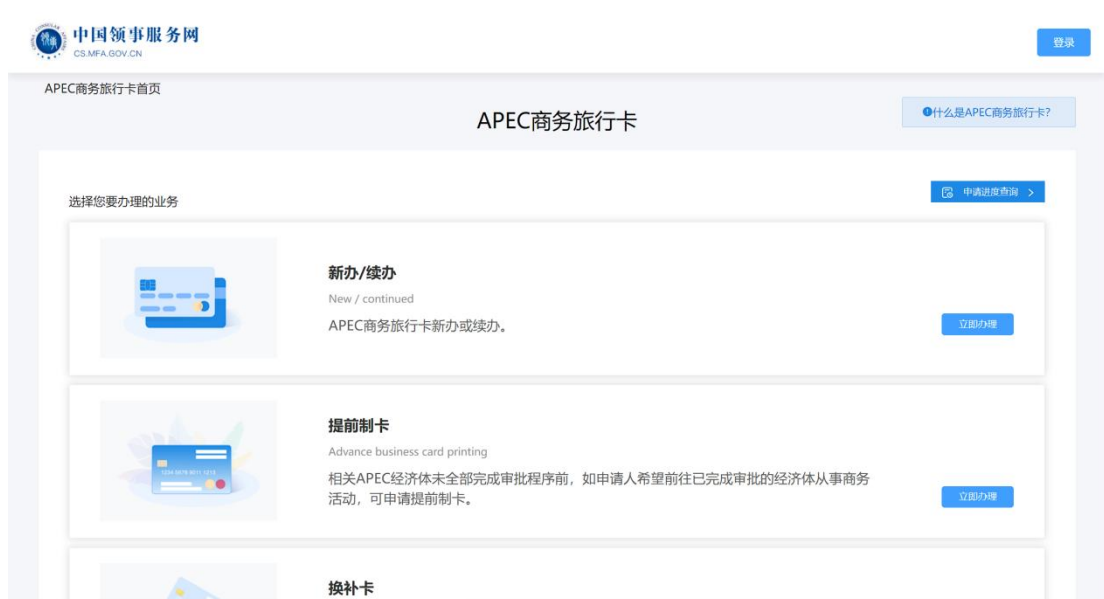 中国领事服务网
CS.MFA.GOV.CN
登录
APEC商务旅行卡首页
APEC商务旅行卡
什么是APEC商务旅行卡?
选择您要办理的业务
申请进度查询 >
新办/续办
New / continued
APEC商务旅行卡新办或续办。
立即办理
提前制卡
Advance business card printing
相关APEC经济体未全部完成审批程序前，如申请人希望前往已完成审批的经济体从事商务
活动，可申请提前制卡。
立即办理
换补卡